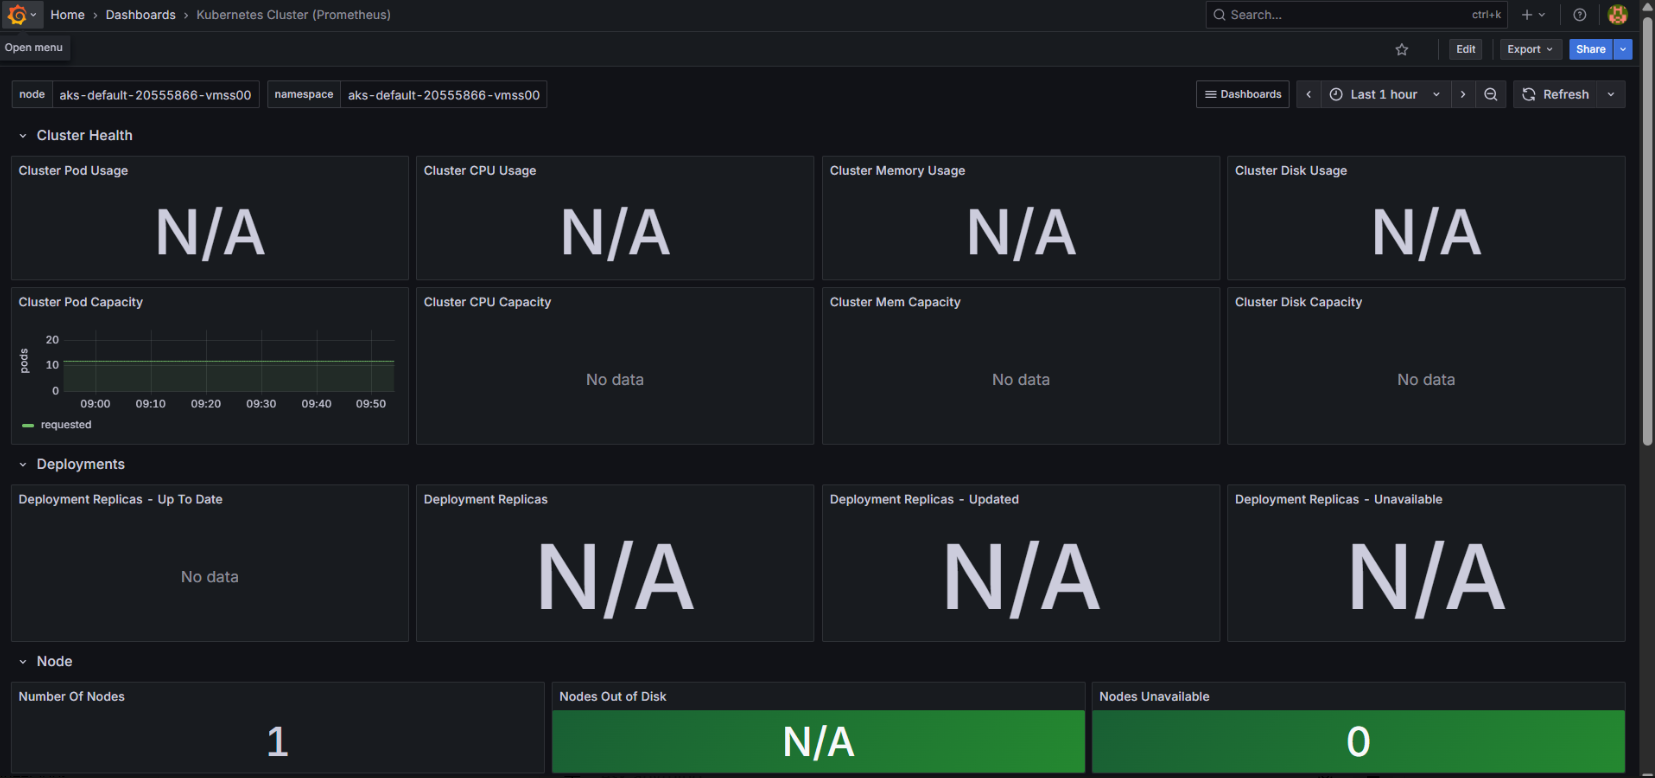 Home › Dashboards › Kubernetes Cluster (Prometheus)
Search... ctrl+k
Open menu
Edit Export Share
node aks-default-20555866-vmss00 namespace aks-default-20555866-vmss00
Dashboards Last 1 hour Refresh
Cluster Health
Cluster Pod Usage
N/A
Cluster CPU Usage
N/A
Cluster Memory Usage
N/A
Cluster Disk Usage
N/A
Cluster Pod Capacity
pods
20
10
0
09:00 09:10 09:20 09:30 09:40 09:50
requested
Cluster CPU Capacity
No data
Cluster Mem Capacity
No data
Cluster Disk Capacity
No data
Deployments
Deployment Replicas - Up To Date
No data
Deployment Replicas
N/A
Deployment Replicas - Updated
N/A
Deployment Replicas - Unavailable
N/A
Node
Number Of Nodes
1
Nodes Out of Disk
N/A
Nodes Unavailable
0